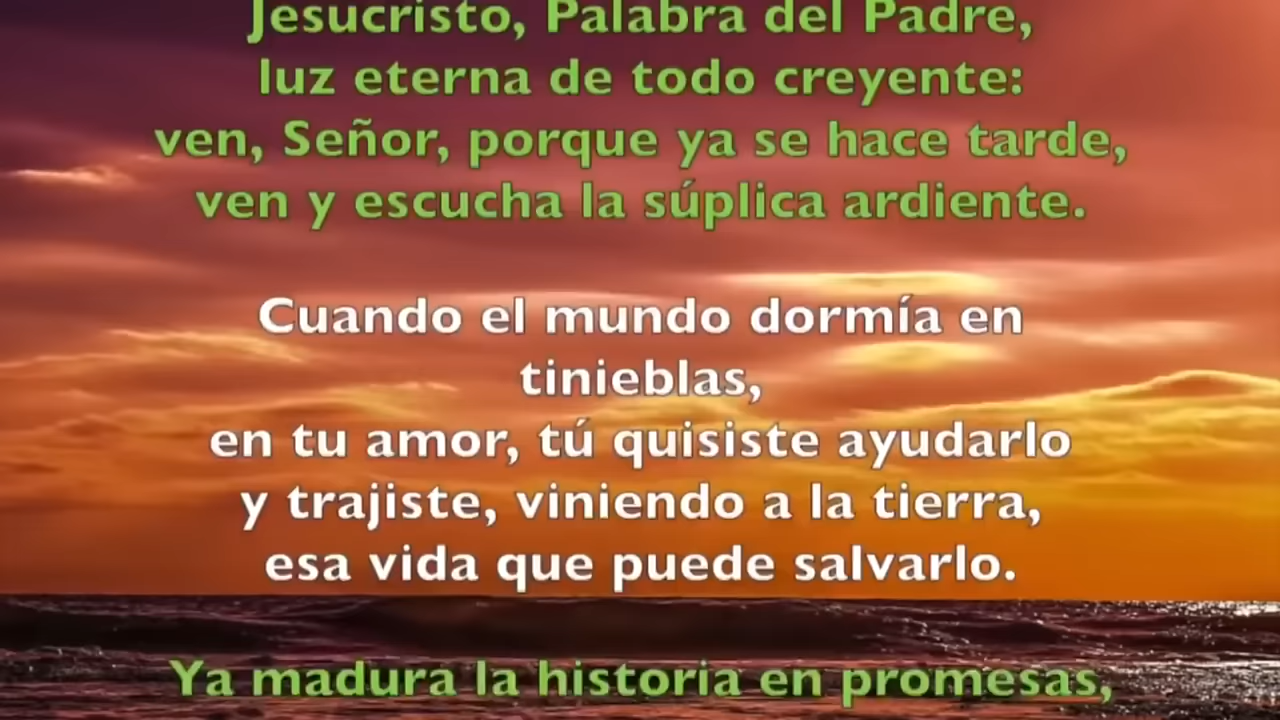 Jesucristo, Palabra del Padre,
luz eterna de todo creyente:
ven, Señor, porque ya se hace tarde,
ven y escucha la súplica ardiente.
Cuando el mundo dormía en
tinieblas,
en tu amor, tú quisiste ayudarlo
y trajiste, viniendo a la tierra,
esa vida que puede salvarlo.
Ya madura la historia en promesas,